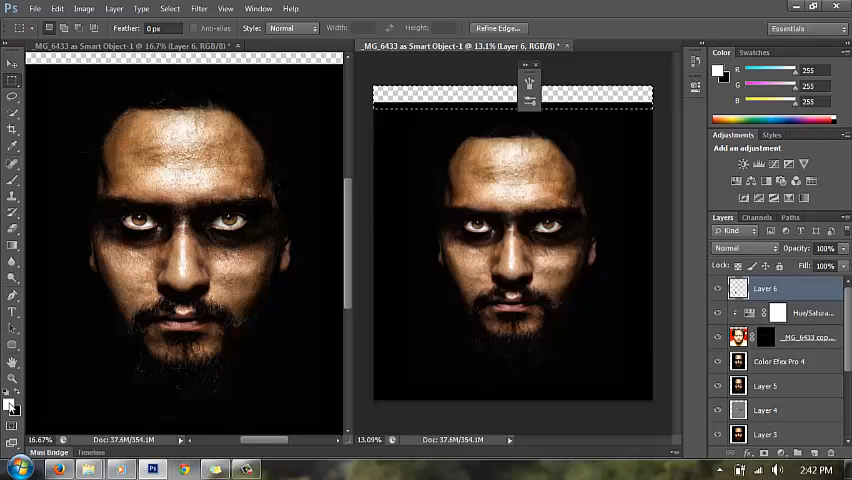 Ps File Edit Image Layer Type Select Filter View Window Help
Feather: 0 px Anti-alias Style: Normal Width: Height: Refine Edge... Essentials
_MG_6433 as Smart Object-1 @ 16.7% (Layer 6, RGB/8) * ×
_MG_6433 as Smart Object-1 @ 13.1% (Layer 6, RGB/8) * ×
Color Swatches
R 255
G 255
B 255
Adjustments Styles
Add an adjustment
Layers Channels Paths
Kind
Normal Opacity: 100%
Lock: Fill: 100%
Layer 6
Hue/Satura...
_MG_6433 cop...
Color Efex Pro 4
Layer 5
Layer 4
Layer 3
fx
16.67% Doc: 37.6M/354.1M
13.09% Doc: 37.6M/354.1M
Mini Bridge Timeline
Ps
2:42 PM